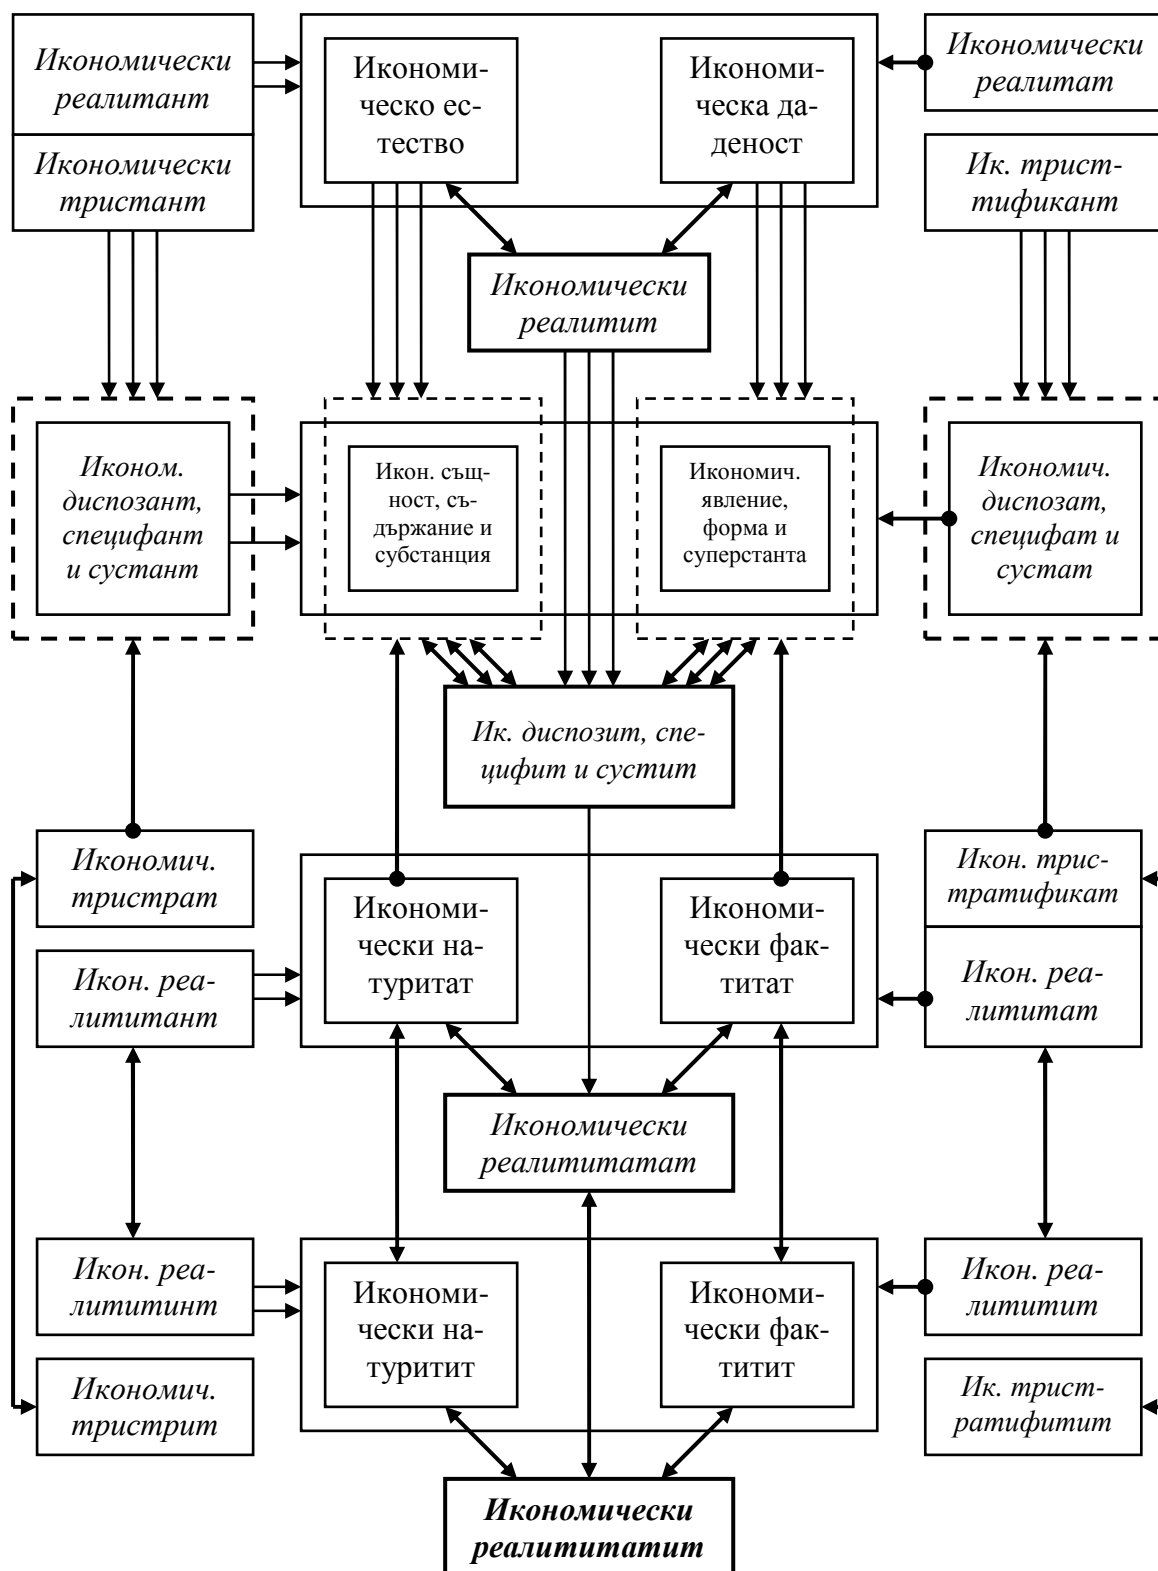 Икономически
реалитант
Икономически
тристант
Икономи-
ческо ес-
тество
Икономи-
ческа да-
деност
Икономически
реалитат
Ик. трист-
тификант
Икономически
реалитит
Иконом.
диспозант,
специфант
и сустант
Икон. същ-
ност, съ-
държание и
субстанция
Икономич.
явление,
форма и
суперстанта
Икономич.
диспозат,
специфат и
сустат
Ик. диспозит, спе-
цифит и сустит
Икономич.
тристрат
Икон. реа-
лититант
Икономи-
чески на-
туритат
Икономи-
чески фак-
титат
Икон. трис-
тратификат
Икон. реа-
лититат
Икономически
реалититатат
Икон. реа-
лититинт
Икономич.
тристрит
Икономи-
чески на-
туритит
Икономи-
чески фак-
титит
Икон. реа-
лититит
Ик. трист-
ратифитит
Икономически
реалититатит